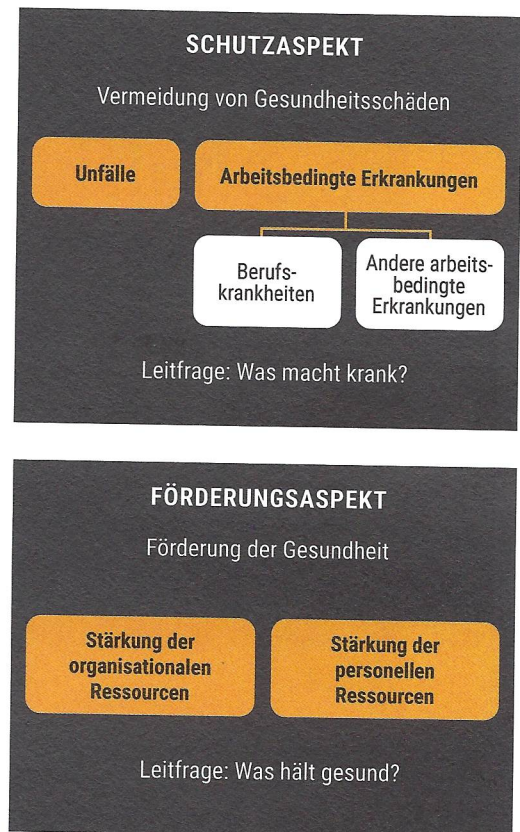 SCHUTZASPEKT
Vermeidung von Gesundheitsschäden
Unfälle
Arbeitsbedingte Erkrankungen
Berufs-
krankheiten
Andere arbeits-
bedingte
Erkrankungen
Leitfrage: Was macht krank?
FÖRDERUNGSASPEKT
Förderung der Gesundheit
Stärkung der
organisationalen
Ressourcen
Stärkung der
personellen
Ressourcen
Leitfrage: Was hält gesund?